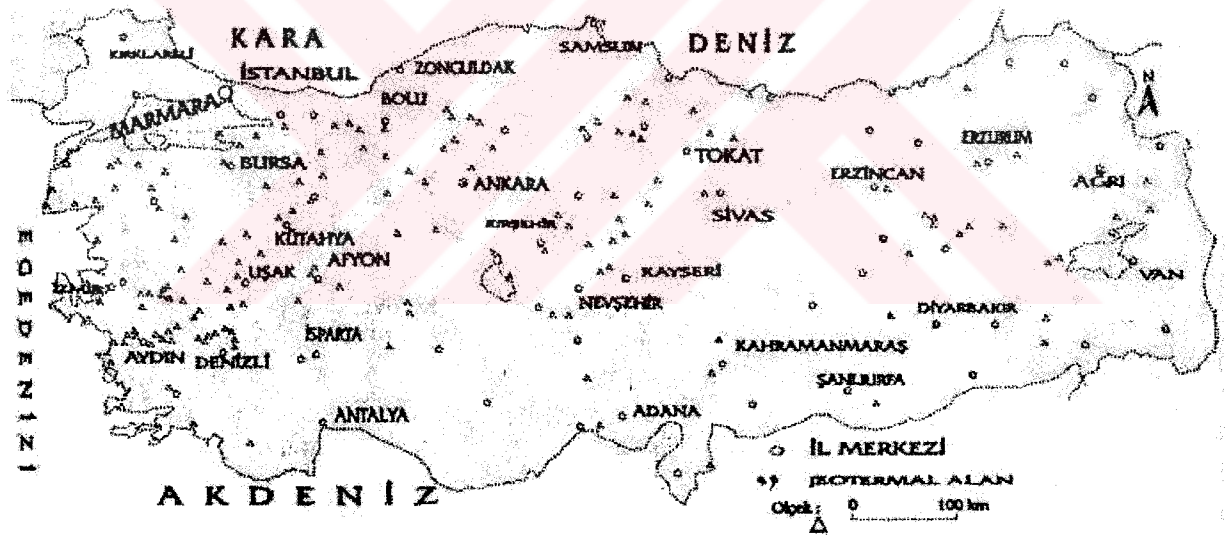 KARA
DENİZ
KIRKLARELİ
İSTANBUL
ZONGULDAK
SAMSUN
N
MARMARA
BOLU
BURSA
ANKARA
TOKAT
ERZİNCAN
ERZURUM
AĞRI
KIRŞEHİR
SİVAS
KÜTAHYA
UŞAK
AFYON
KAYSERİ
VAN
İZMİR
NEVŞEHİR
DİYARBAKIR
ISPARTA
AYDIN
DENİZLİ
KAHRAMANMARAŞ
ŞANLIURFA
ANTALYA
ADANA
EGE DENİZİ
AKDENİZ
İL MERKEZİ
JEOTERMAL ALAN
Ölçek :
0 100 km